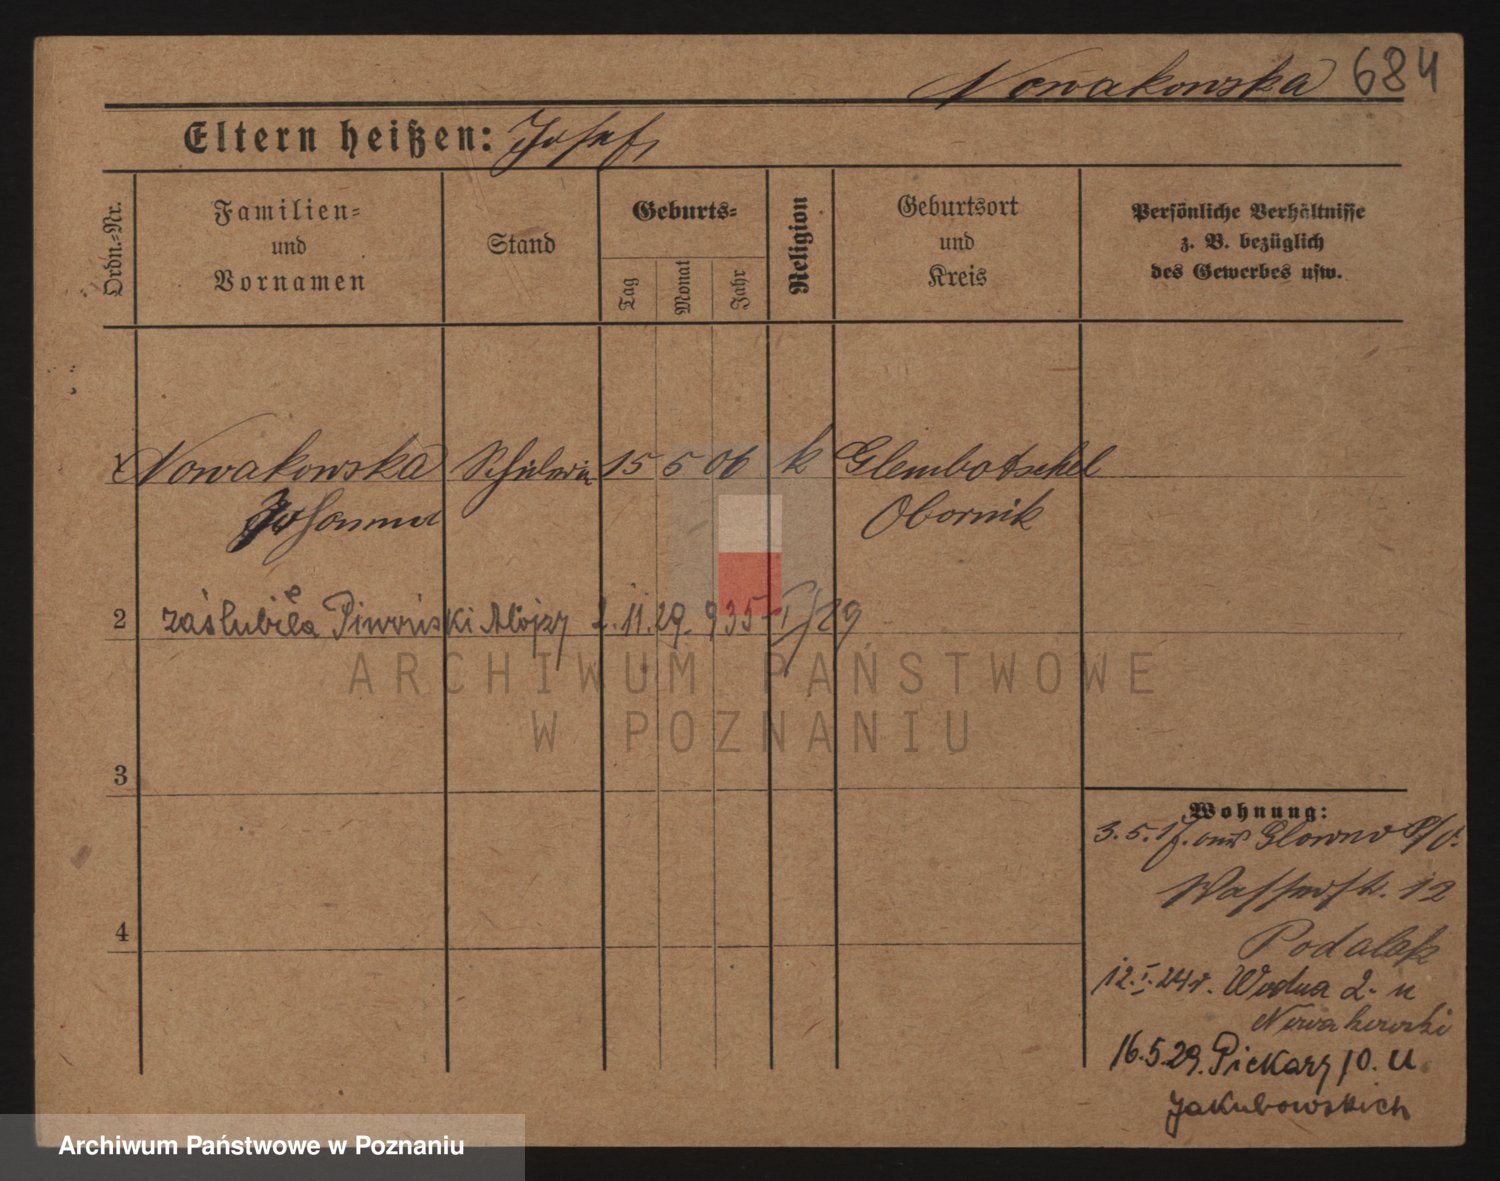 Nowakowska 684
Eltern heißen: Josef,
Ordn.=Nr.
Familien=
und
Vornamen
Stand
Geburts=
Tag
Monat
Jahr
Religion
Geburtsort
und
Kreis
Persönliche Verhältnisse
z. B. bezüglich
des Gewerbes usw.
1 Nowakowska Schülerin 15 5 06 k Glembotschek
Johanna Obornik
2 zaślubiła Piwoński Alojzy 2.11.29. 935 I/29
3
4
Wohnung:
3.5.17. aus Glowno P/O.
Wasserstr. 12
Podalak
12.I.24r. Wodna 2. u
Nowakowski
16.5.29. Piekary 10. u
Jakubowskich
ARCHIWUM PAŃSTWOWE
W POZNANIU
Archiwum Państwowe w Poznaniu